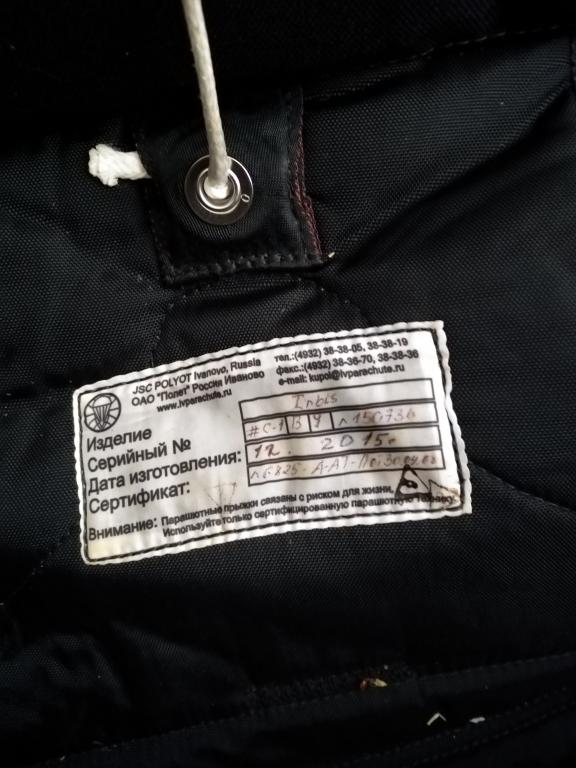 JSC POLYOT Ivanovo, Russia
ОАО "Полет" Россия Иваново
www.ivparachute.ru
тел.:(4932) 38-38-05, 38-38-19
факс.:(4932) 38-36-70, 38-38-36
e-mail: kupol@ivparachute.ru
Изделие Inbis
Серийный № #C-1 В У п150736
Дата изготовления: 12. 2015г
Сертификат:
Внимание: Парашютные прыжки связаны с риском для жизни,
Используйте только сертифицированную парашютную технику